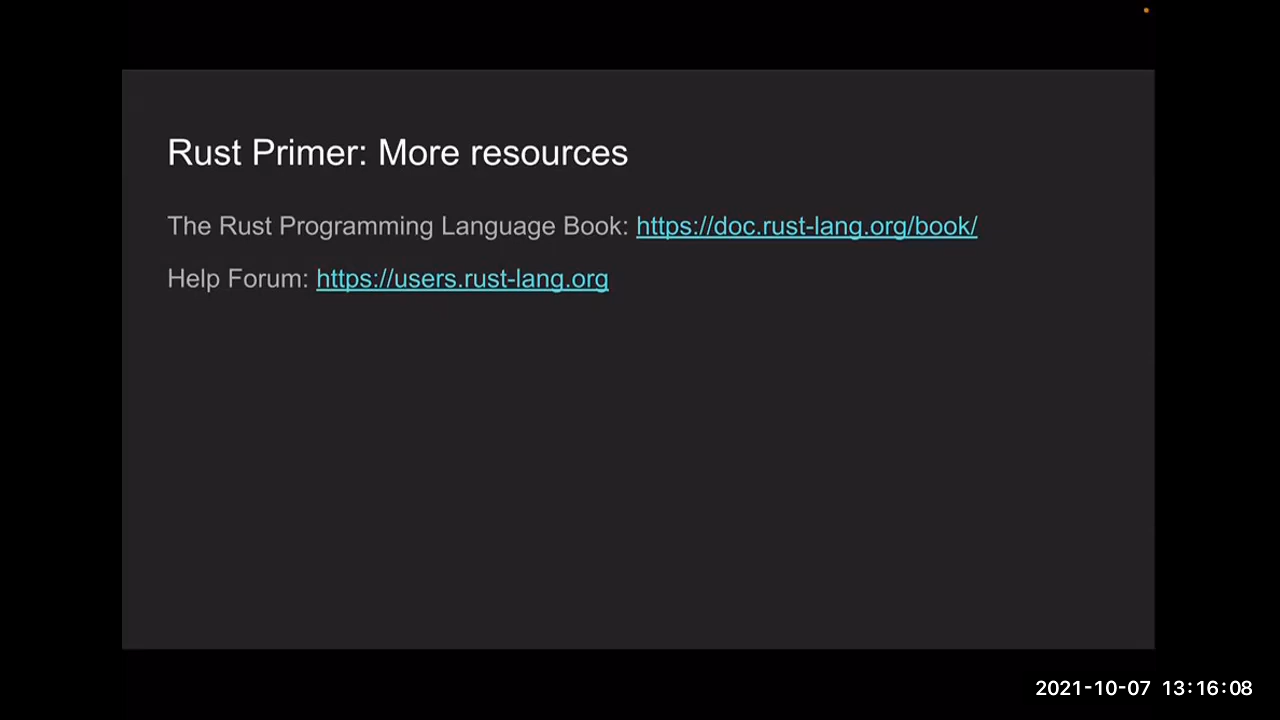 Rust Primer: More resources
The Rust Programming Language Book: https://doc.rust-lang.org/book/
Help Forum: https://users.rust-lang.org
2021-10-07 13:16:08